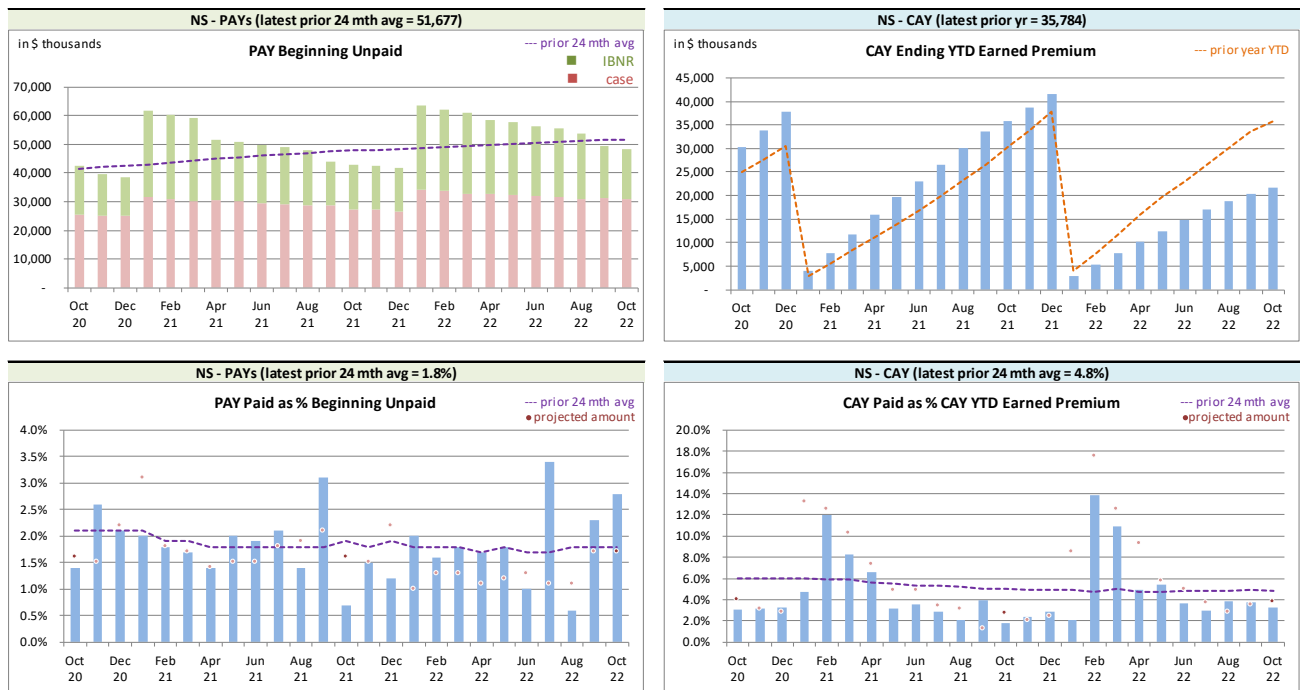 NS - PAYs (latest prior 24 mth avg = 51,677)
in $ thousands
PAY Beginning Unpaid
--- prior 24 mth avg
IBNR
case
70,000
60,000
50,000
40,000
30,000
20,000
10,000
-
Oct Dec Feb Apr Jun Aug Oct Dec Feb Apr Jun Aug Oct
20 20 21 21 21 21 21 21 22 22 22 22 22
NS - CAY (latest prior yr = 35,784)
in $ thousands
CAY Ending YTD Earned Premium
--- prior year YTD
45,000
40,000
35,000
30,000
25,000
20,000
15,000
10,000
5,000
-
Oct Dec Feb Apr Jun Aug Oct Dec Feb Apr Jun Aug Oct
20 20 21 21 21 21 21 21 22 22 22 22 22
NS - PAYs (latest prior 24 mth avg = 1.8%)
PAY Paid as % Beginning Unpaid
--- prior 24 mth avg
projected amount
4.0%
3.5%
3.0%
2.5%
2.0%
1.5%
1.0%
0.5%
0.0%
Oct Dec Feb Apr Jun Aug Oct Dec Feb Apr Jun Aug Oct
20 20 21 21 21 21 21 21 22 22 22 22 22
NS - CAY (latest prior 24 mth avg = 4.8%)
CAY Paid as % CAY YTD Earned Premium
--- prior 24 mth avg
projected amount
20.0%
18.0%
16.0%
14.0%
12.0%
10.0%
8.0%
6.0%
4.0%
2.0%
0.0%
Oct Dec Feb Apr Jun Aug Oct Dec Feb Apr Jun Aug Oct
20 20 21 21 21 21 21 21 22 22 22 22 22